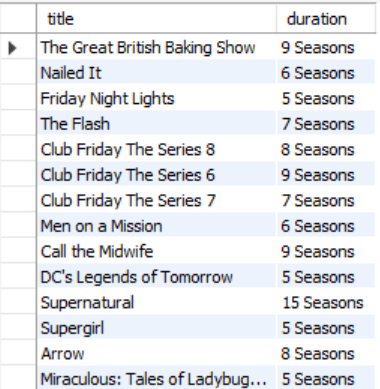 title duration
The Great British Baking Show 9 Seasons
Nailed It 6 Seasons
Friday Night Lights 5 Seasons
The Flash 7 Seasons
Club Friday The Series 8 8 Seasons
Club Friday The Series 6 9 Seasons
Club Friday The Series 7 7 Seasons
Men on a Mission 6 Seasons
Call the Midwife 9 Seasons
DC's Legends of Tomorrow 5 Seasons
Supernatural 15 Seasons
Supergirl 5 Seasons
Arrow 8 Seasons
Miraculous: Tales of Ladybug... 5 Seasons